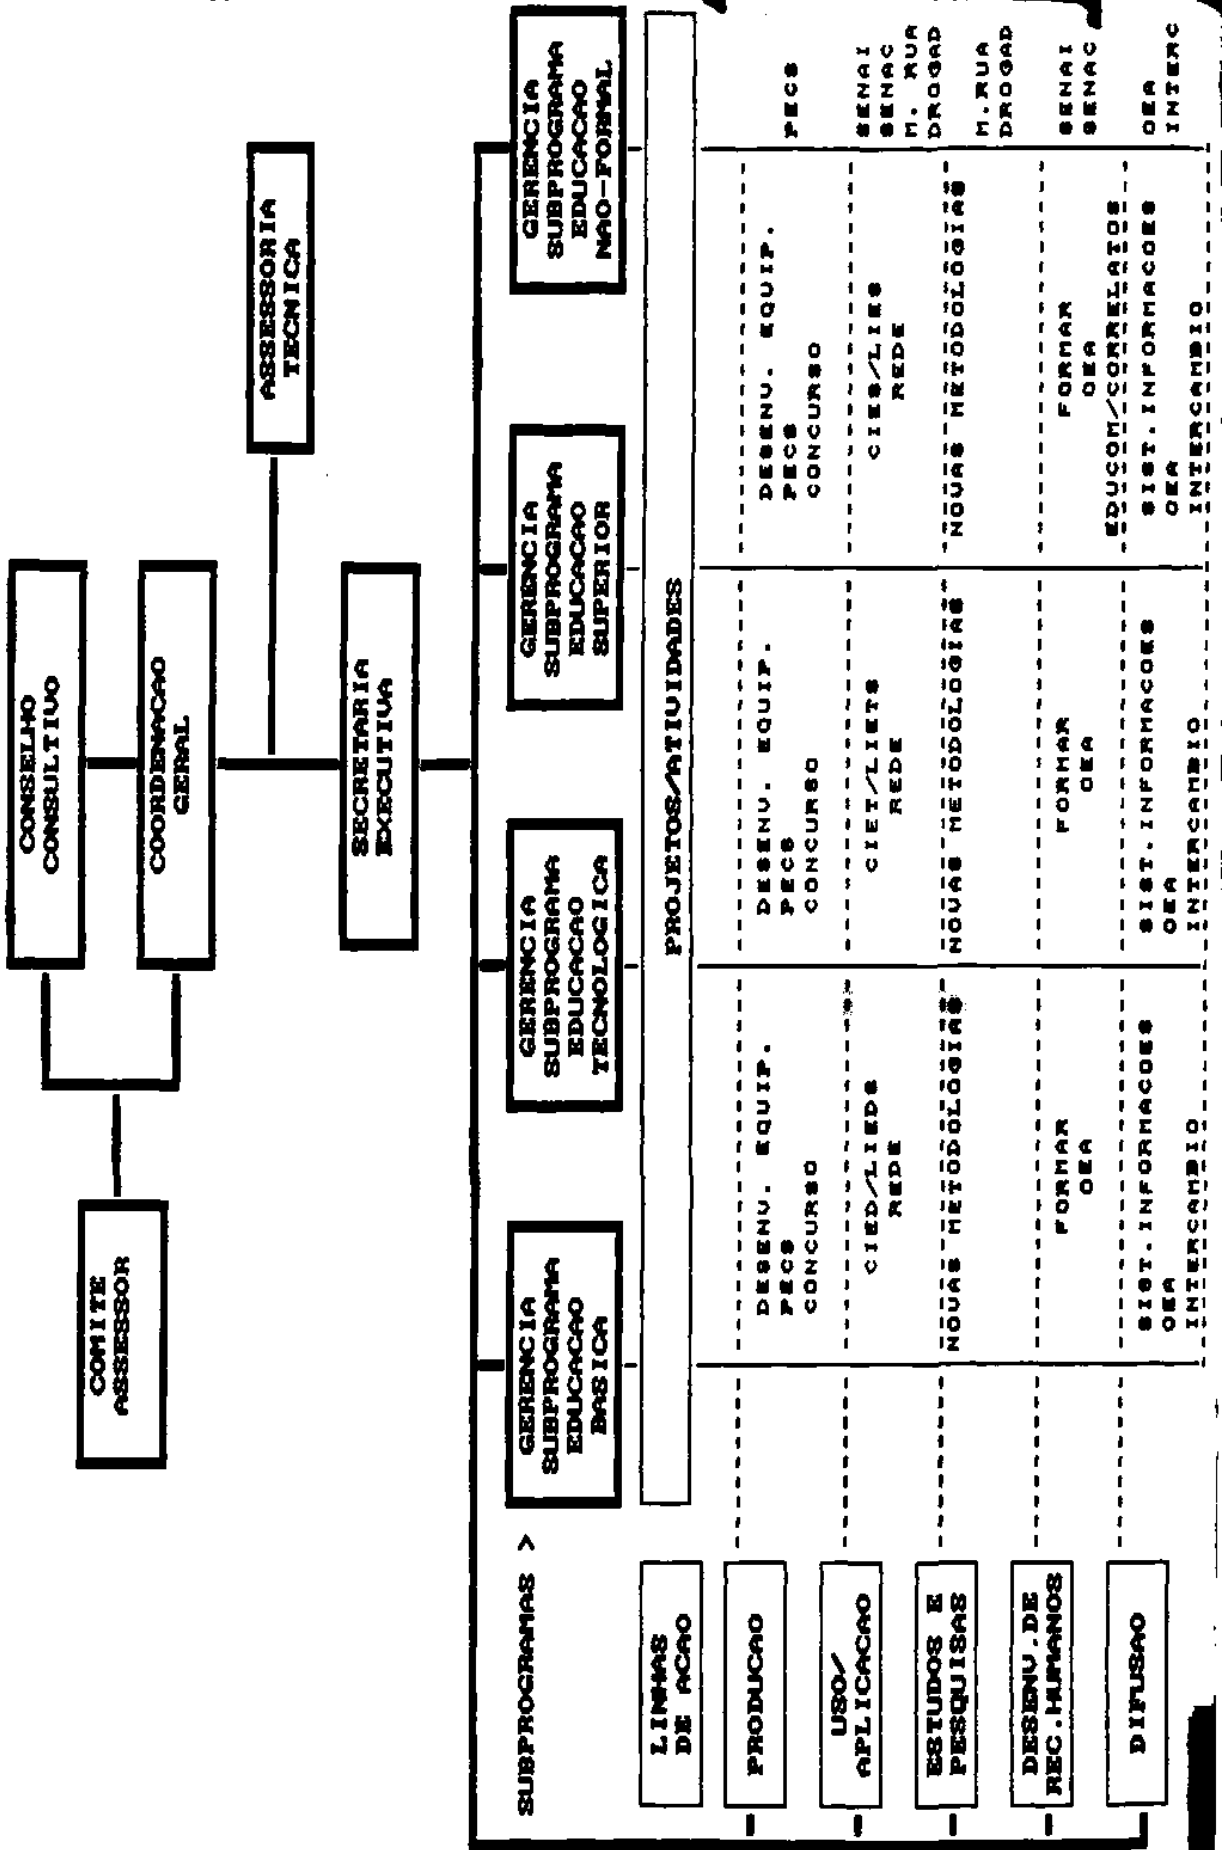 CONSELHO
CONSULTIVO
COORDENACAO
GERAL
COMITE
ASSESSOR
ASSESSORIA
TECNICA
SECRETARIA
EXECUTIVA
SUBPROGRAMAS >
GERENCIA
SUBPROGRAMA
EDUCACAO
BASICA
GERENCIA
SUBPROGRAMA
EDUCACAO
TECNOLOGICA
GERENCIA
SUBPROGRAMA
EDUCACAO
SUPERIOR
GERENCIA
SUBPROGRAMA
EDUCACAO
NAO-FORMAL
LINHAS
DE ACAO
PROJETOS/ATIVIDADES
PRODUCAO
DESENV. EQUIP.
PECS
CONCURSO
DESENV. EQUIP.
PECS
CONCURSO
DESENV. EQUIP.
PECS
CONCURSO
PECS
USO/
APLICACAO
CIED/LIEDS
REDE
CIET/LIETS
REDE
CIES/LIES
REDE
SENAI
SENAC
M. RUA
DROGAD
ESTUDOS E
PESQUISAS
NOVAS METODOLOGIAS
NOVAS METODOLOGIAS
NOVAS METODOLOGIAS
M.RUA
DROGAD
DESENV.DE
REC.HUMANOS
FORMAR
OEA
FORMAR
OEA
FORMAR
OEA
EDUCOM/CORRELATOS
SENAI
SENAC
DIFUSAO
SIST.INFORMACOES
OEA
INTERCAMBIO
SIST.INFORMACOES
OEA
INTERCAMBIO
SIST.INFORMACOES
OEA
INTERCAMBIO
OEA
INTERC